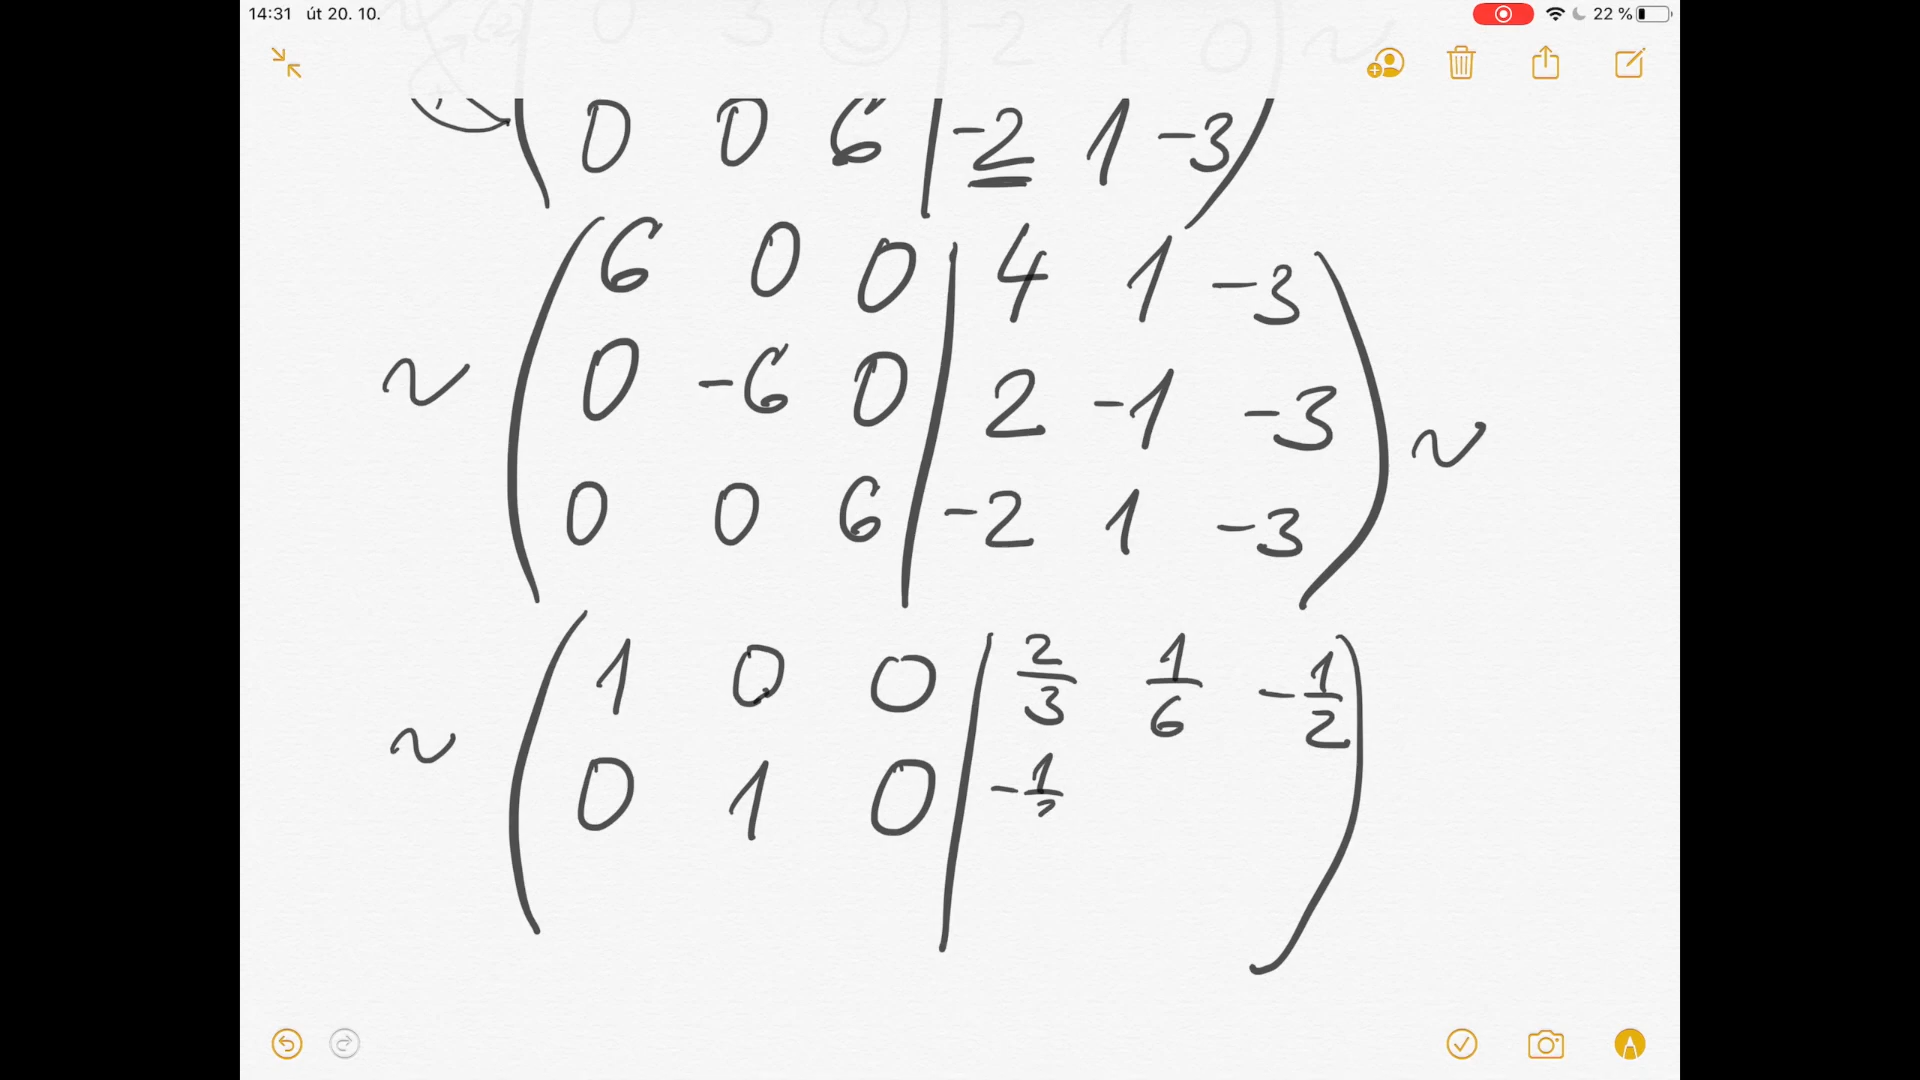 14:31 út 20. 10. 22 %
0 0 6 | -2 1 -3
6 0 0 | 4 1 -3
~ 0 -6 0 | 2 -1 -3 ~
0 0 6 | -2 1 -3
~ 1 0 0 | 2/3 1/6 -1/2
0 1 0